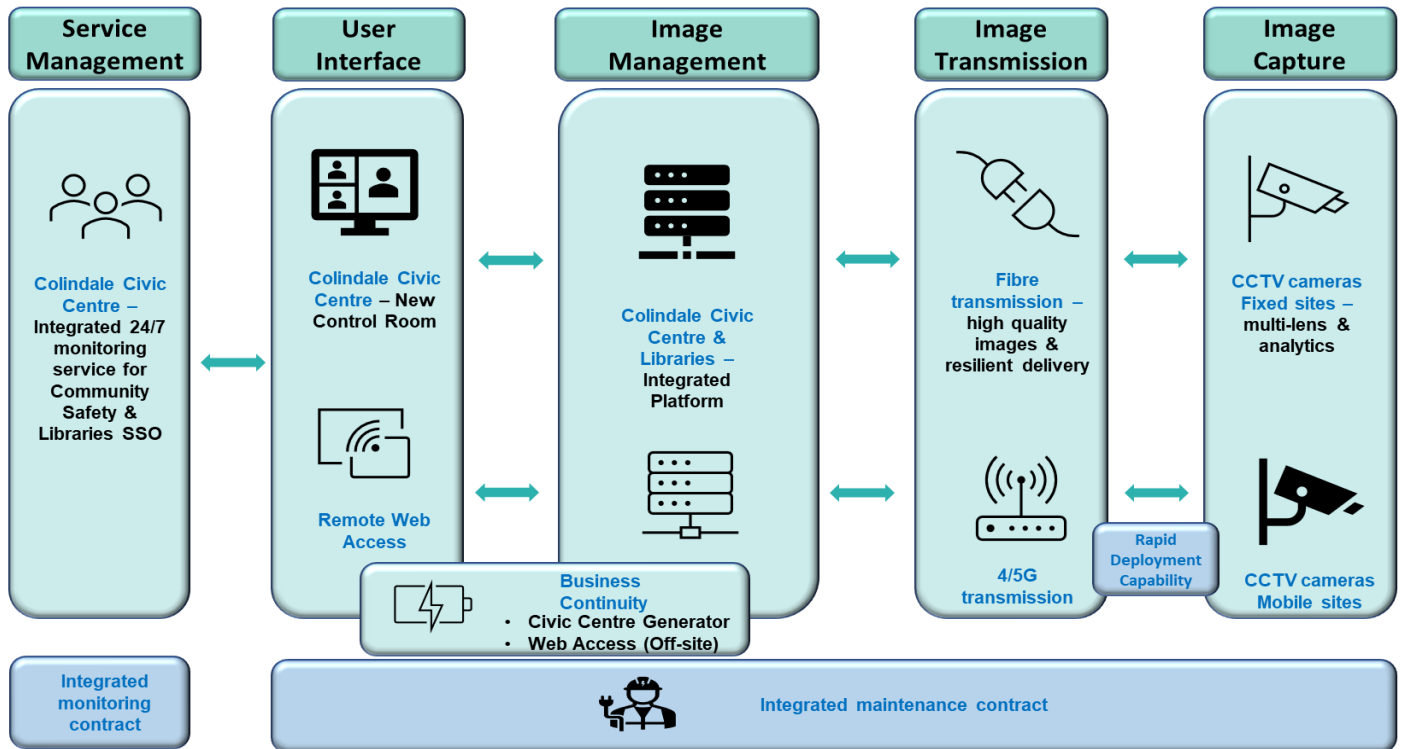 Service
Management
User
Interface
Image
Management
Image
Transmission
Image
Capture
Colindale Civic
Centre –
Integrated 24/7
monitoring
service for
Community
Safety &
Libraries SSO
Colindale Civic
Centre – New
Control Room
Remote Web
Access
Colindale Civic
Centre &
Libraries –
Integrated
Platform
Business
Continuity
• Civic Centre Generator
• Web Access (Off-site)
Fibre
transmission –
high quality
images &
resilient delivery
4/5G
transmission
Rapid
Deployment
Capability
CCTV cameras
Fixed sites –
multi-lens &
analytics
CCTV cameras
Mobile sites
Integrated
monitoring
contract
Integrated maintenance contract